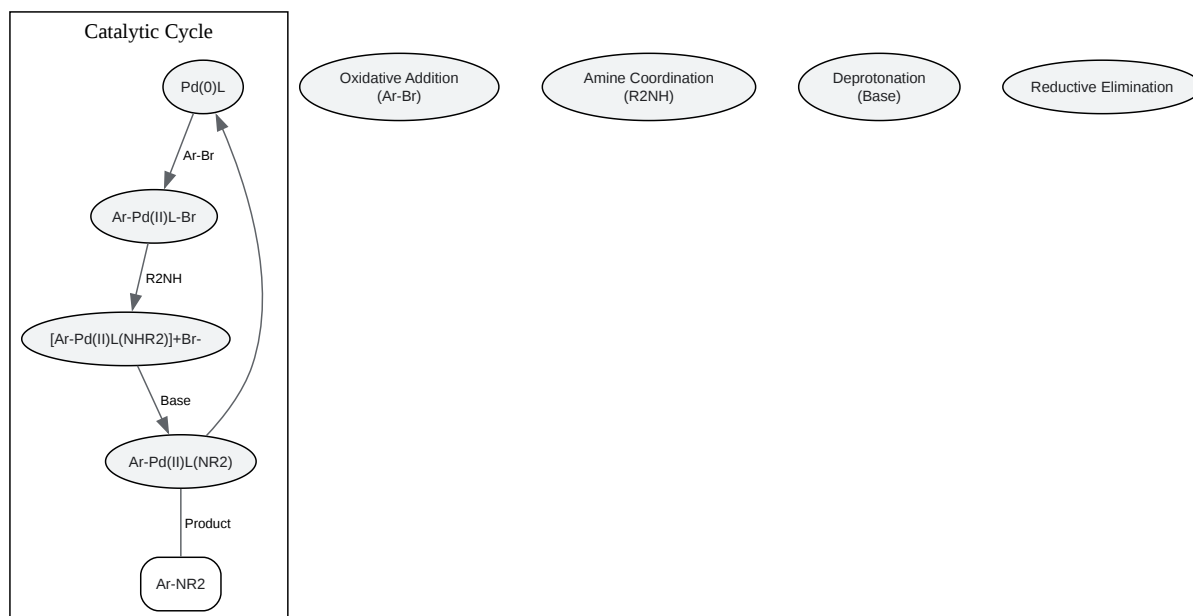 Catalytic Cycle
Pd(0)L
Oxidative Addition
(Ar-Br)
Amine Coordination
(R2NH)
Deprotonation
(Base)
Reductive Elimination
Ar-Br
Ar-Pd(II)L-Br
R2NH
[Ar-Pd(II)L(NHR2)]+Br-
Base
Ar-Pd(II)L(NR2)
Product
Ar-NR2